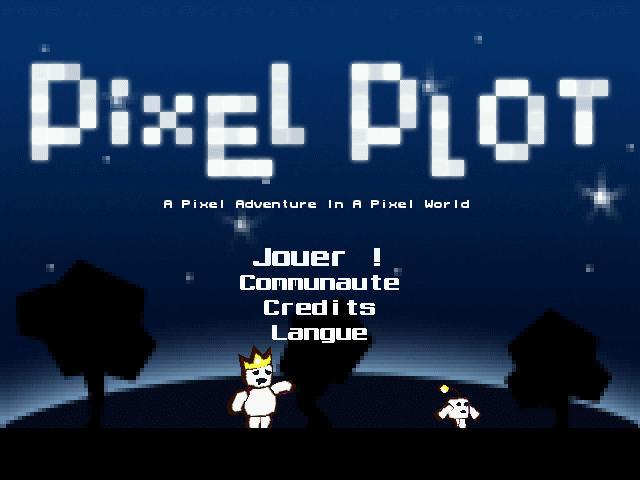 Pixel Plot
A Pixel Adventure In A Pixel World
Jouer !
Communaute
Credits
Langue